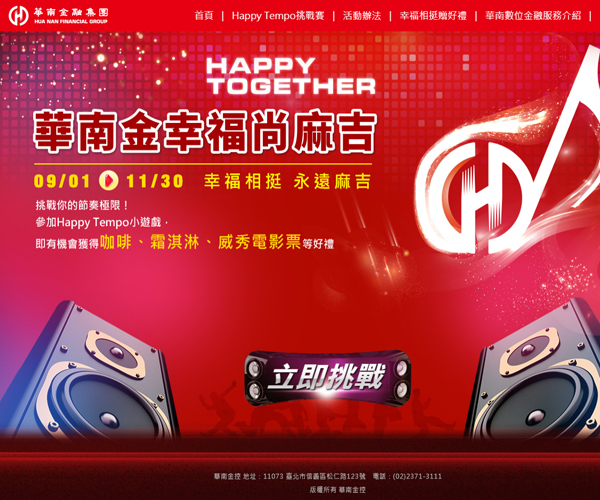 華南金融集團
HUA NAN FINANCIAL GROUP
首頁 | Happy Tempo挑戰賽 | 活動辦法 | 幸福相挺贈好禮 | 華南數位金融服務介紹 |
HAPPY
TOGETHER
華南金幸福尚麻吉
09/01 11/30 幸福相挺 永遠麻吉
挑戰你的節奏極限！
參加Happy Tempo小遊戲，
即有機會獲得咖啡、霜淇淋、威秀電影票等好禮
立即挑戰
華南金控 地址：11073 臺北市信義區松仁路123號 電話：(02)2371-3111
版權所有 華南金控